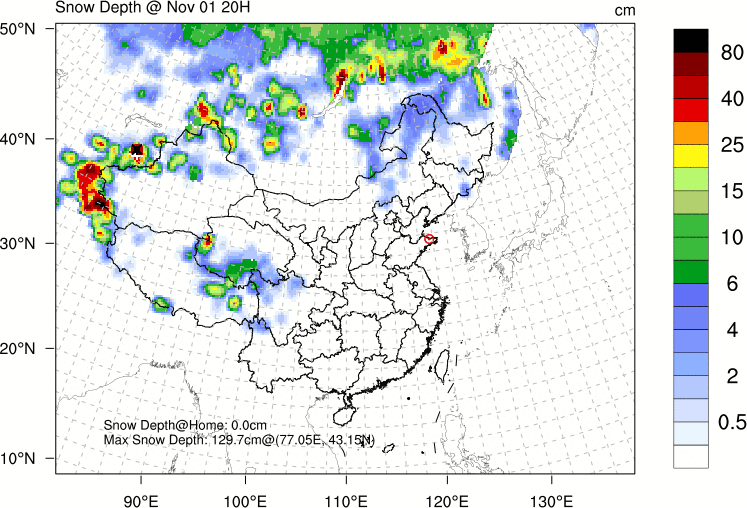 Snow Depth @ Nov 01 20H
cm
50°N
40°N
30°N
20°N
10°N
90°E 100°E 110°E 120°E 130°E
Snow Depth@Home: 0.0cm
Max Snow Depth: 129.7cm@(77.05E, 43.15N)
80
40
25
15
10
6
4
2
0.5